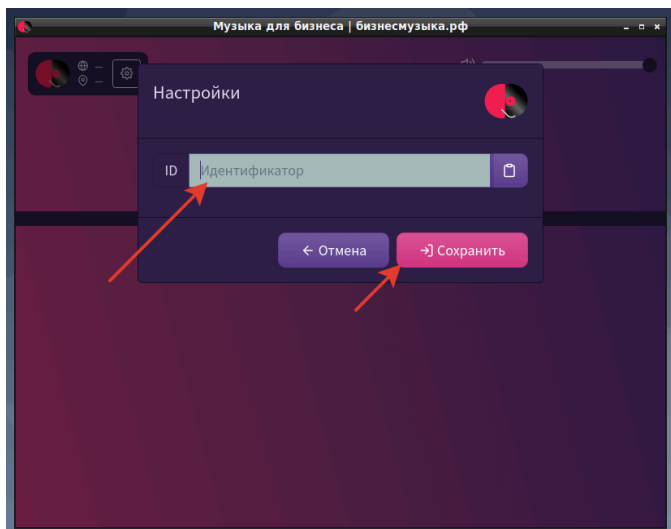 Музыка для бизнеса | бизнесмузыка.рф
Настройки
ID Идентификатор
← Отмена
Сохранить